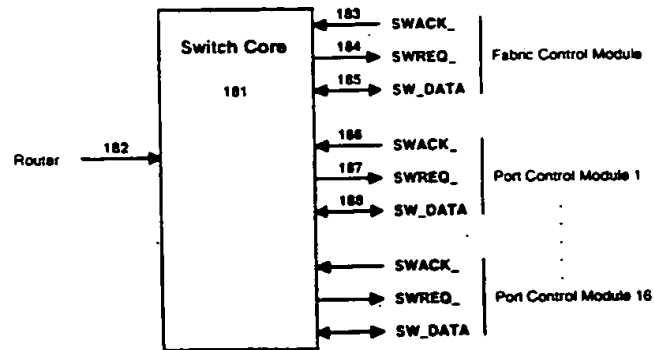 183
SWACK_
Switch Core
184
SWREQ_
Fabric Control Module
181
185
SW_DATA
186
SWACK_
Router
182
187
SWREQ_
Port Control Module 1
188
SW_DATA
SWACK_
SWREQ_
Port Control Module 16
SW_DATA